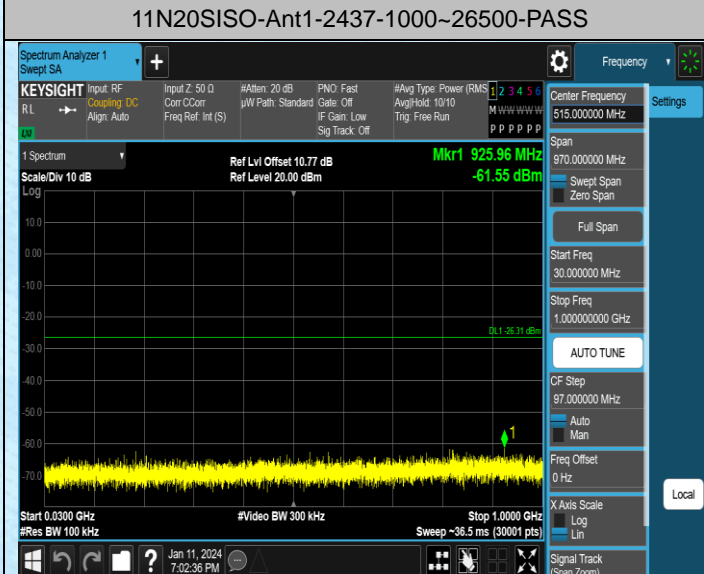 11N20SISO-Ant1-2437-1000~26500-PASS
Spectrum Analyzer 1
Swept SA
+
Frequency
KEYSIGHT
RL
LXI
Input: RF
Coupling: DC
Align: Auto
Input Z: 50 Ω
Corr CCorr
Freq Ref: Int (S)
#Atten: 20 dB
µW Path: Standard
PNO: Fast
Gate: Off
IF Gain: Low
Sig Track: Off
#Avg Type: Power (RMS
Avg|Hold: 10/10
Trig: Free Run
1 2 3 4 5 6
M W W W W W
P P P P P P
Center Frequency
515.000000 MHz
Settings
Span
970.000000 MHz
Swept Span
Zero Span
Full Span
Start Freq
30.000000 MHz
Stop Freq
1.000000000 GHz
AUTO TUNE
CF Step
97.000000 MHz
Auto
Man
Freq Offset
0 Hz
X Axis Scale
Log
Lin
Signal Track
(Span Zoom)
Local
1 Spectrum
Scale/Div 10 dB
Log
Ref Lvl Offset 10.77 dB
Ref Level 20.00 dBm
Mkr1 925.96 MHz
-61.55 dBm
10.0
0.00
-10.0
-20.0
DL1 -26.31 dBm
-30.0
-40.0
-50.0
1
-60.0
-70.0
Start 0.0300 GHz
#Res BW 100 kHz
#Video BW 300 kHz
Stop 1.0000 GHz
Sweep ~36.5 ms (30001 pts)
?
Jan 11, 2024
7:02:36 PM